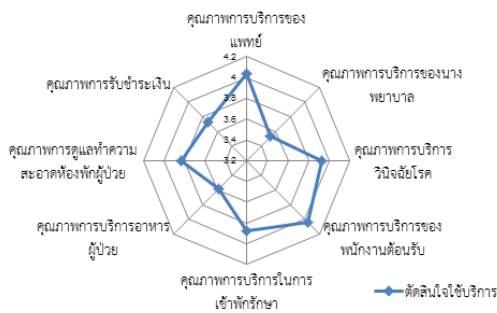 คุณภาพการบริการของ
แพทย์
คุณภาพการบริการของนาง
พยาบาล
คุณภาพการบริการ
วินิจฉัยโรค
คุณภาพการบริการของ
พนักงานต้อนรับ
คุณภาพการบริการในการ
เข้าพักรักษา
คุณภาพการบริการอาหาร
ผู้ป่วย
คุณภาพการดูแลทำความ
สะอาดห้องพักผู้ป่วย
คุณภาพการรับชำระเงิน
4.2
4
3.8
3.6
3.4
3.2
ตัดสินใจใช้บริการ